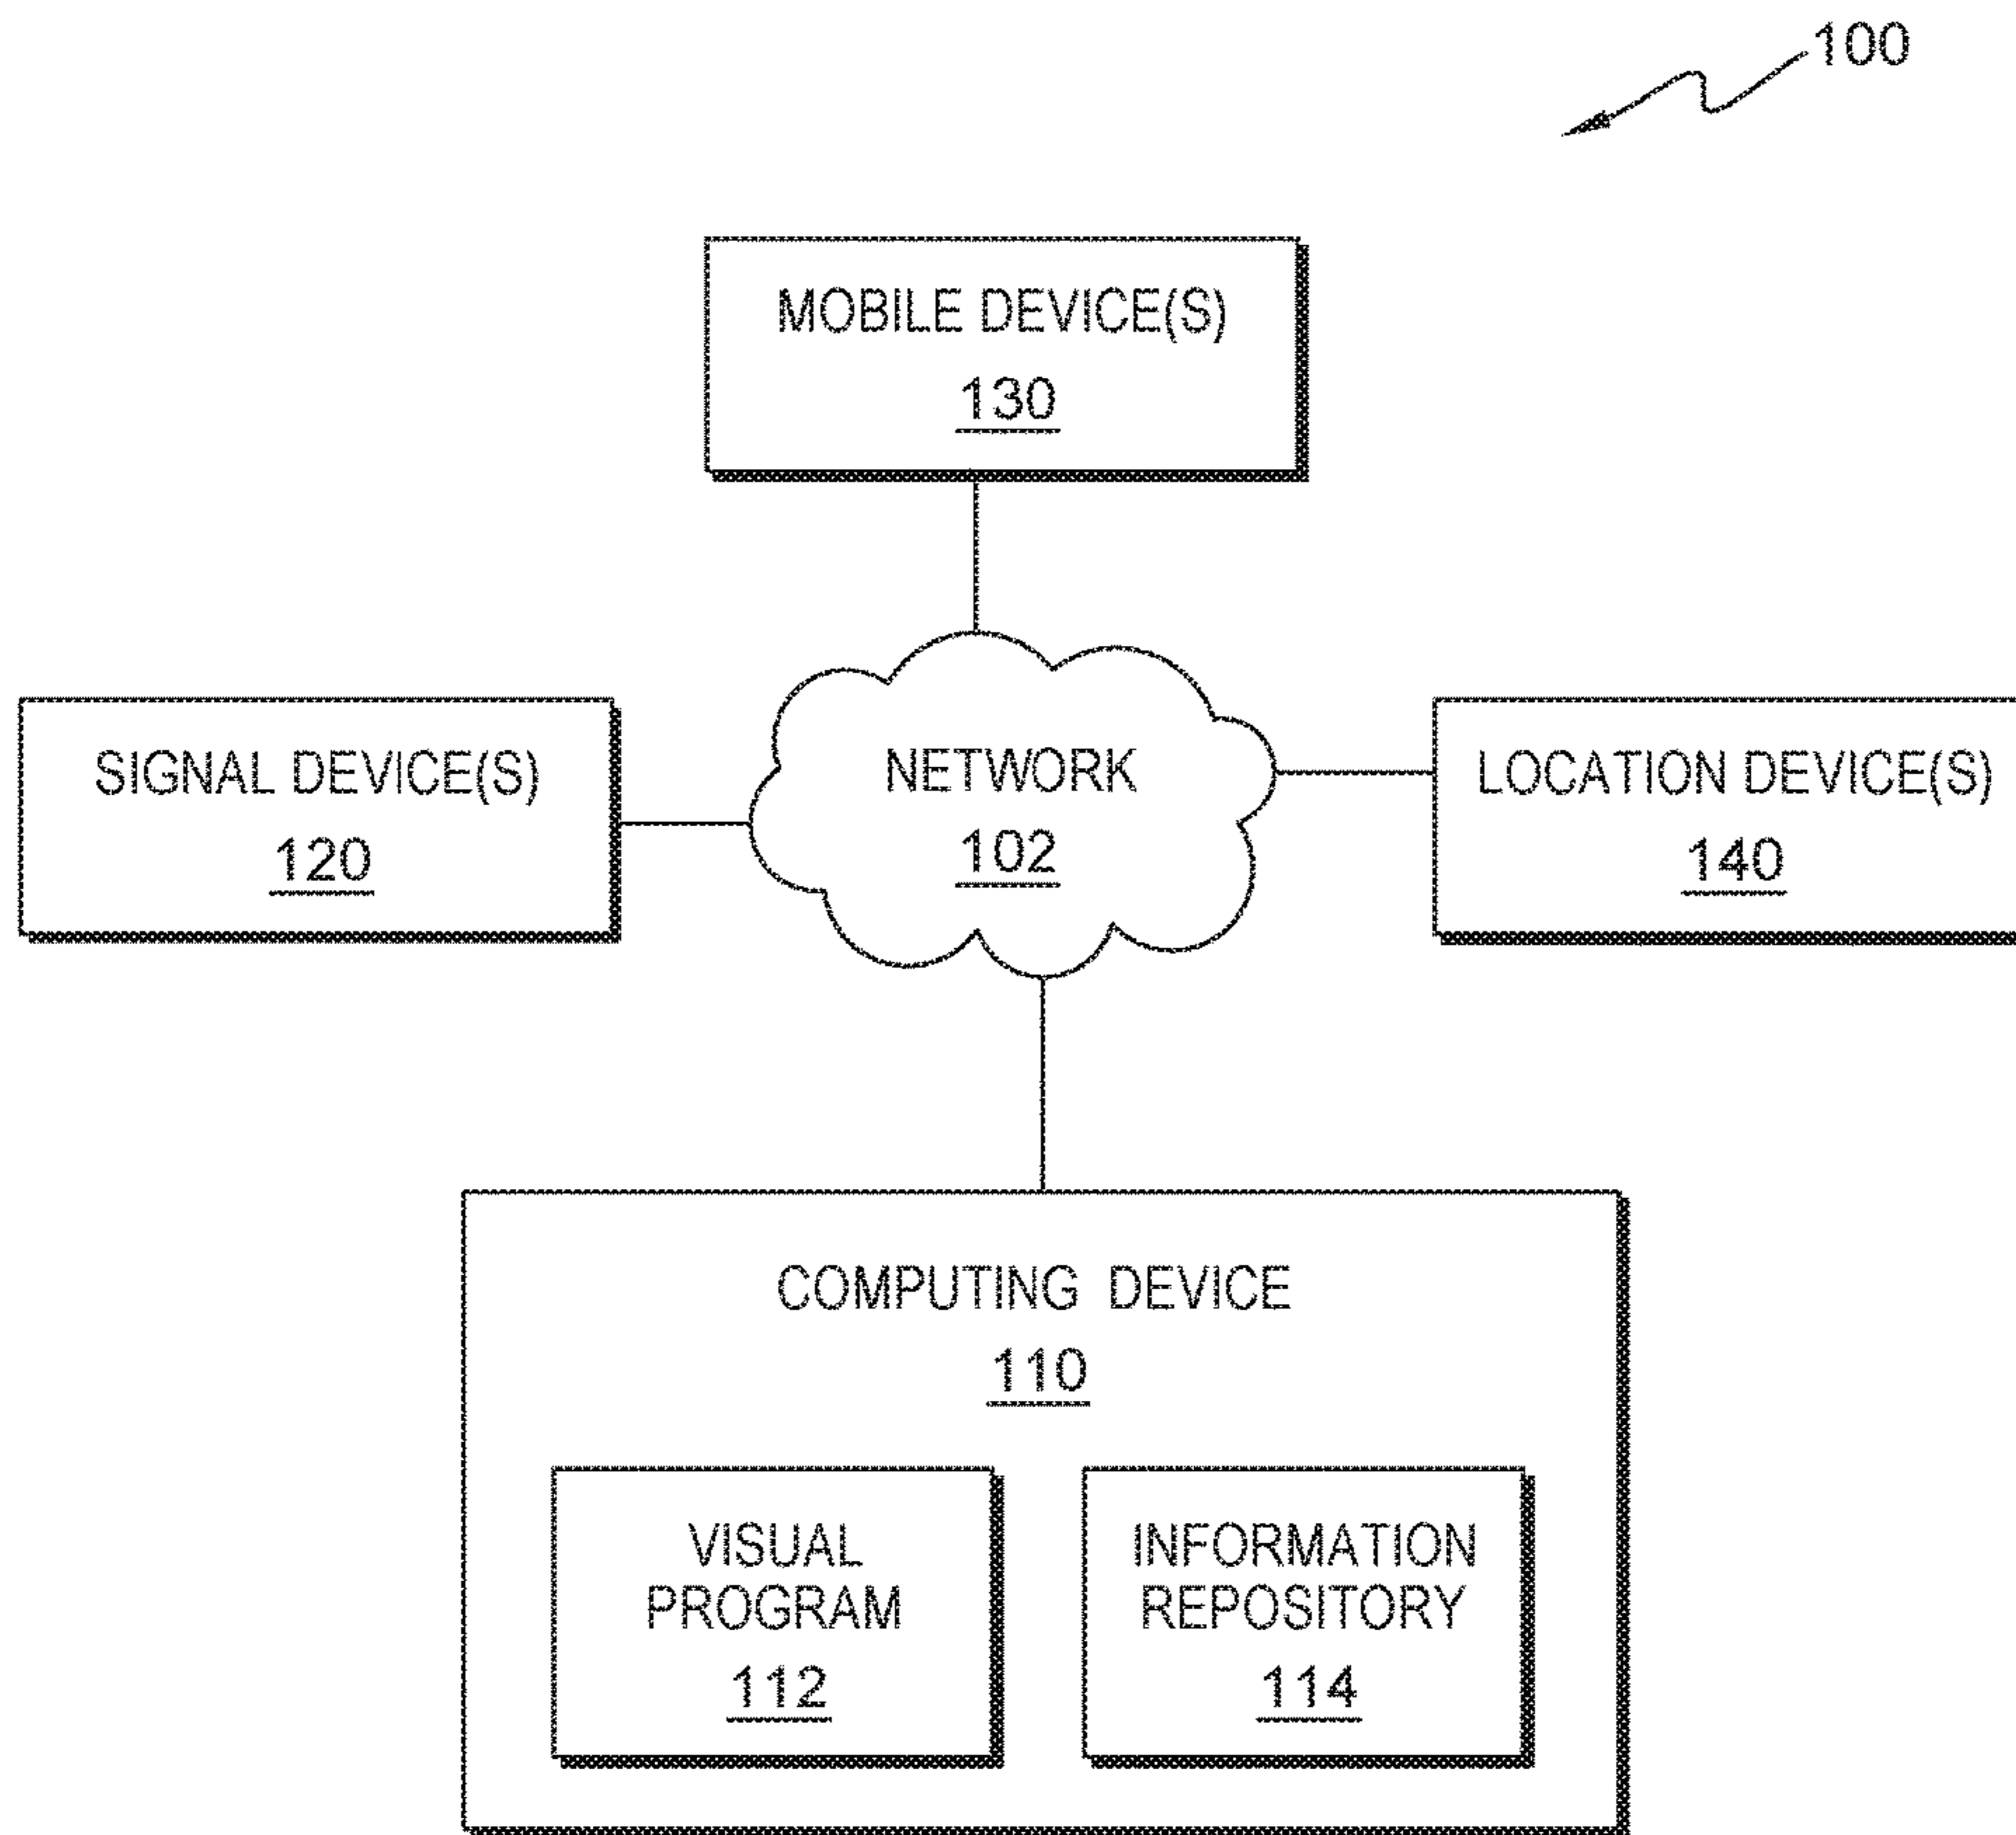 100
MOBILE DEVICE(S)
130
SIGNAL DEVICE(S)
120
NETWORK
102
LOCATION DEVICE(S)
140
COMPUTING DEVICE
110
VISUAL
PROGRAM
112
INFORMATION
REPOSITORY
114